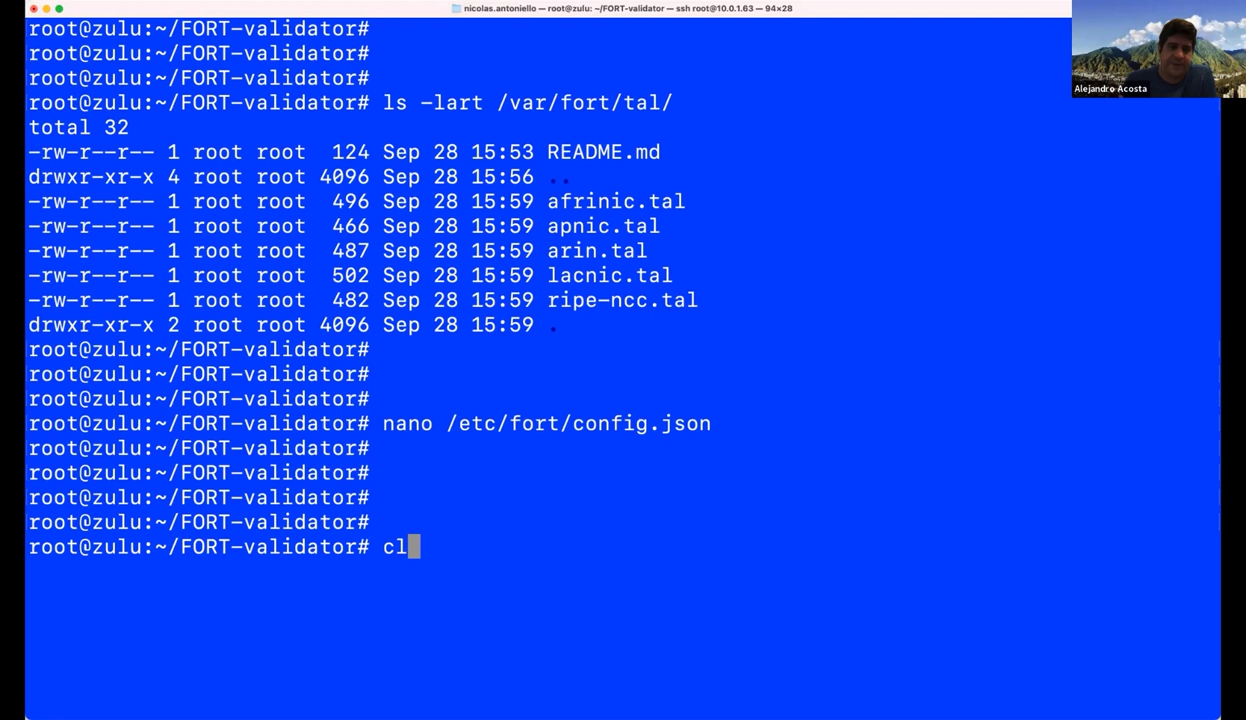 nicolas.antoniello — root@zulu: ~/FORT-validator — ssh root@10.0.1.63 — 94×28
Alejandro Acosta
root@zulu:~/FORT-validator#
root@zulu:~/FORT-validator#
root@zulu:~/FORT-validator#
root@zulu:~/FORT-validator# ls -lart /var/fort/tal/
total 32
-rw-r--r-- 1 root root  124 Sep 28 15:53 README.md
drwxr-xr-x 4 root root 4096 Sep 28 15:56 ..
-rw-r--r-- 1 root root  496 Sep 28 15:59 afrinic.tal
-rw-r--r-- 1 root root  466 Sep 28 15:59 apnic.tal
-rw-r--r-- 1 root root  487 Sep 28 15:59 arin.tal
-rw-r--r-- 1 root root  502 Sep 28 15:59 lacnic.tal
-rw-r--r-- 1 root root  482 Sep 28 15:59 ripe-ncc.tal
drwxr-xr-x 2 root root 4096 Sep 28 15:59 .
root@zulu:~/FORT-validator#
root@zulu:~/FORT-validator#
root@zulu:~/FORT-validator#
root@zulu:~/FORT-validator# nano /etc/fort/config.json
root@zulu:~/FORT-validator#
root@zulu:~/FORT-validator#
root@zulu:~/FORT-validator#
root@zulu:~/FORT-validator#
root@zulu:~/FORT-validator# cl